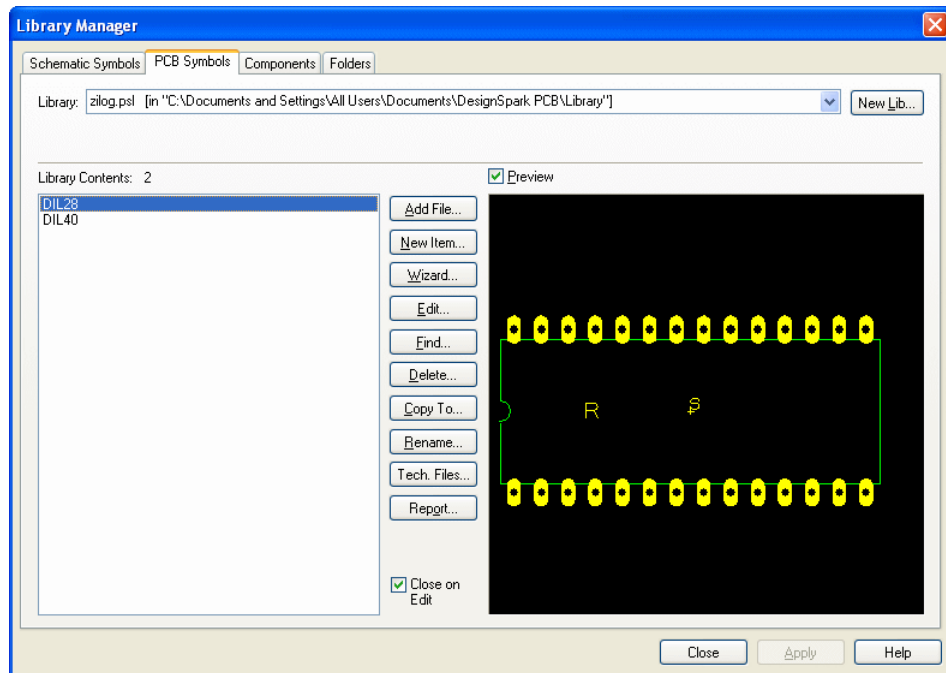 Library Manager
Schematic Symbols PCB Symbols Components Folders
Library: zilog.psl [in "C:\Documents and Settings\All Users\Documents\DesignSpark PCB\Library"] New Lib...
Library Contents: 2
Preview
DIL28
DIL40
Add File...
New Item...
Wizard...
Edit...
Find...
Delete...
Copy To...
Rename...
Tech. Files...
Report...
Close on
Edit
R S
Close Apply Help